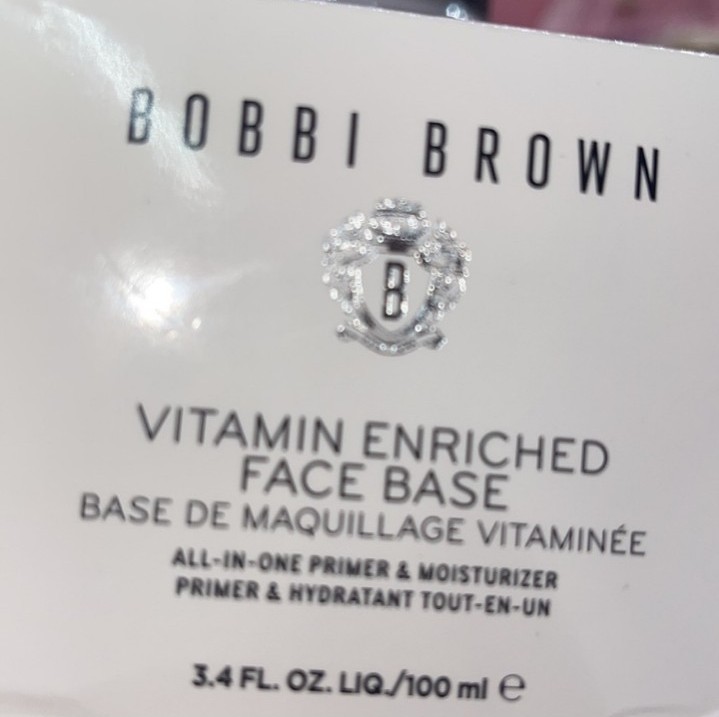 BOBBI BROWN
B
VITAMIN ENRICHED
FACE BASE
BASE DE MAQUILLAGE VITAMINÉE
ALL-IN-ONE PRIMER & MOISTURIZER
PRIMER & HYDRATANT TOUT-EN-UN
3.4 FL. OZ. LIQ./100 ml ℮